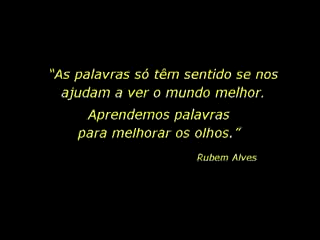 “As palavras só têm sentido se nos
ajudam a ver o mundo melhor.
Aprendemos palavras
para melhorar os olhos.”
Rubem Alves